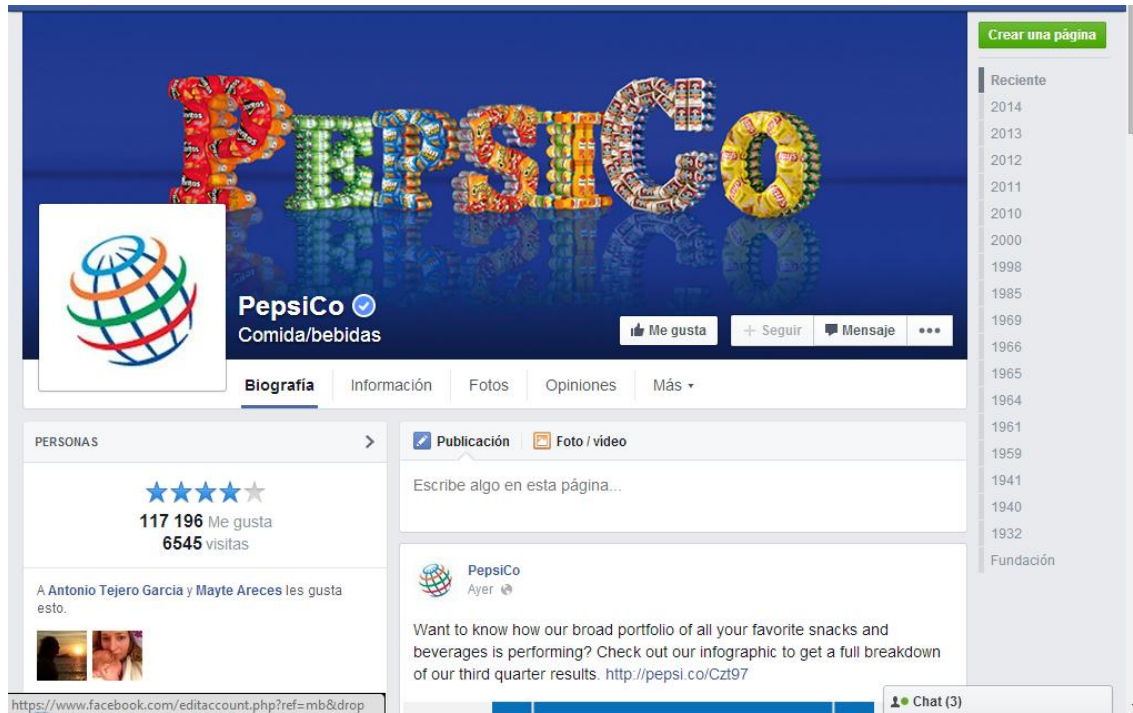 PEPSICO
PepsiCo
Comida/bebidas
Me gusta
+ Seguir
Mensaje
Biografía
Información
Fotos
Opiniones
Más
Crear una página
Reciente
2014
2013
2012
2011
2010
2000
1998
1985
1969
1966
1965
1964
1961
1959
1941
1940
1932
Fundación
PERSONAS
117 196 Me gusta
6545 visitas
A Antonio Tejero Garcia y Mayte Areces les gusta
esto.
Publicación
Foto / vídeo
Escribe algo en esta página...
PepsiCo
Ayer
Want to know how our broad portfolio of all your favorite snacks and
beverages is performing? Check out our infographic to get a full breakdown
of our third quarter results. http://pepsi.co/Czt97
https://www.facebook.com/editaccount.php?ref=mb&drop
Chat (3)